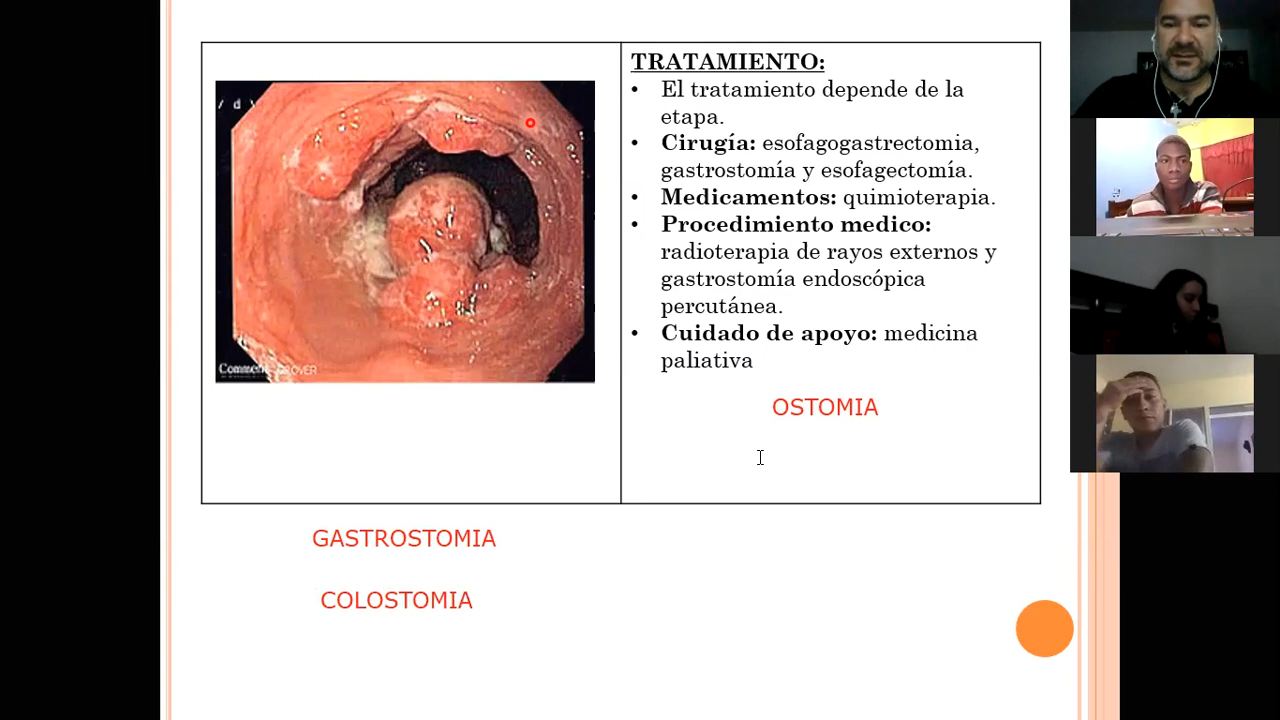 / d v
TRATAMIENTO:
• El tratamiento depende de la
etapa.
• Cirugía: esofagogastrectomia,
gastrostomía y esofagectomía.
• Medicamentos: quimioterapia.
• Procedimiento medico:
radioterapia de rayos externos y
gastrostomía endoscópica
percutánea.
• Cuidado de apoyo: medicina
paliativa
OSTOMIA
GASTROSTOMIA
COLOSTOMIA